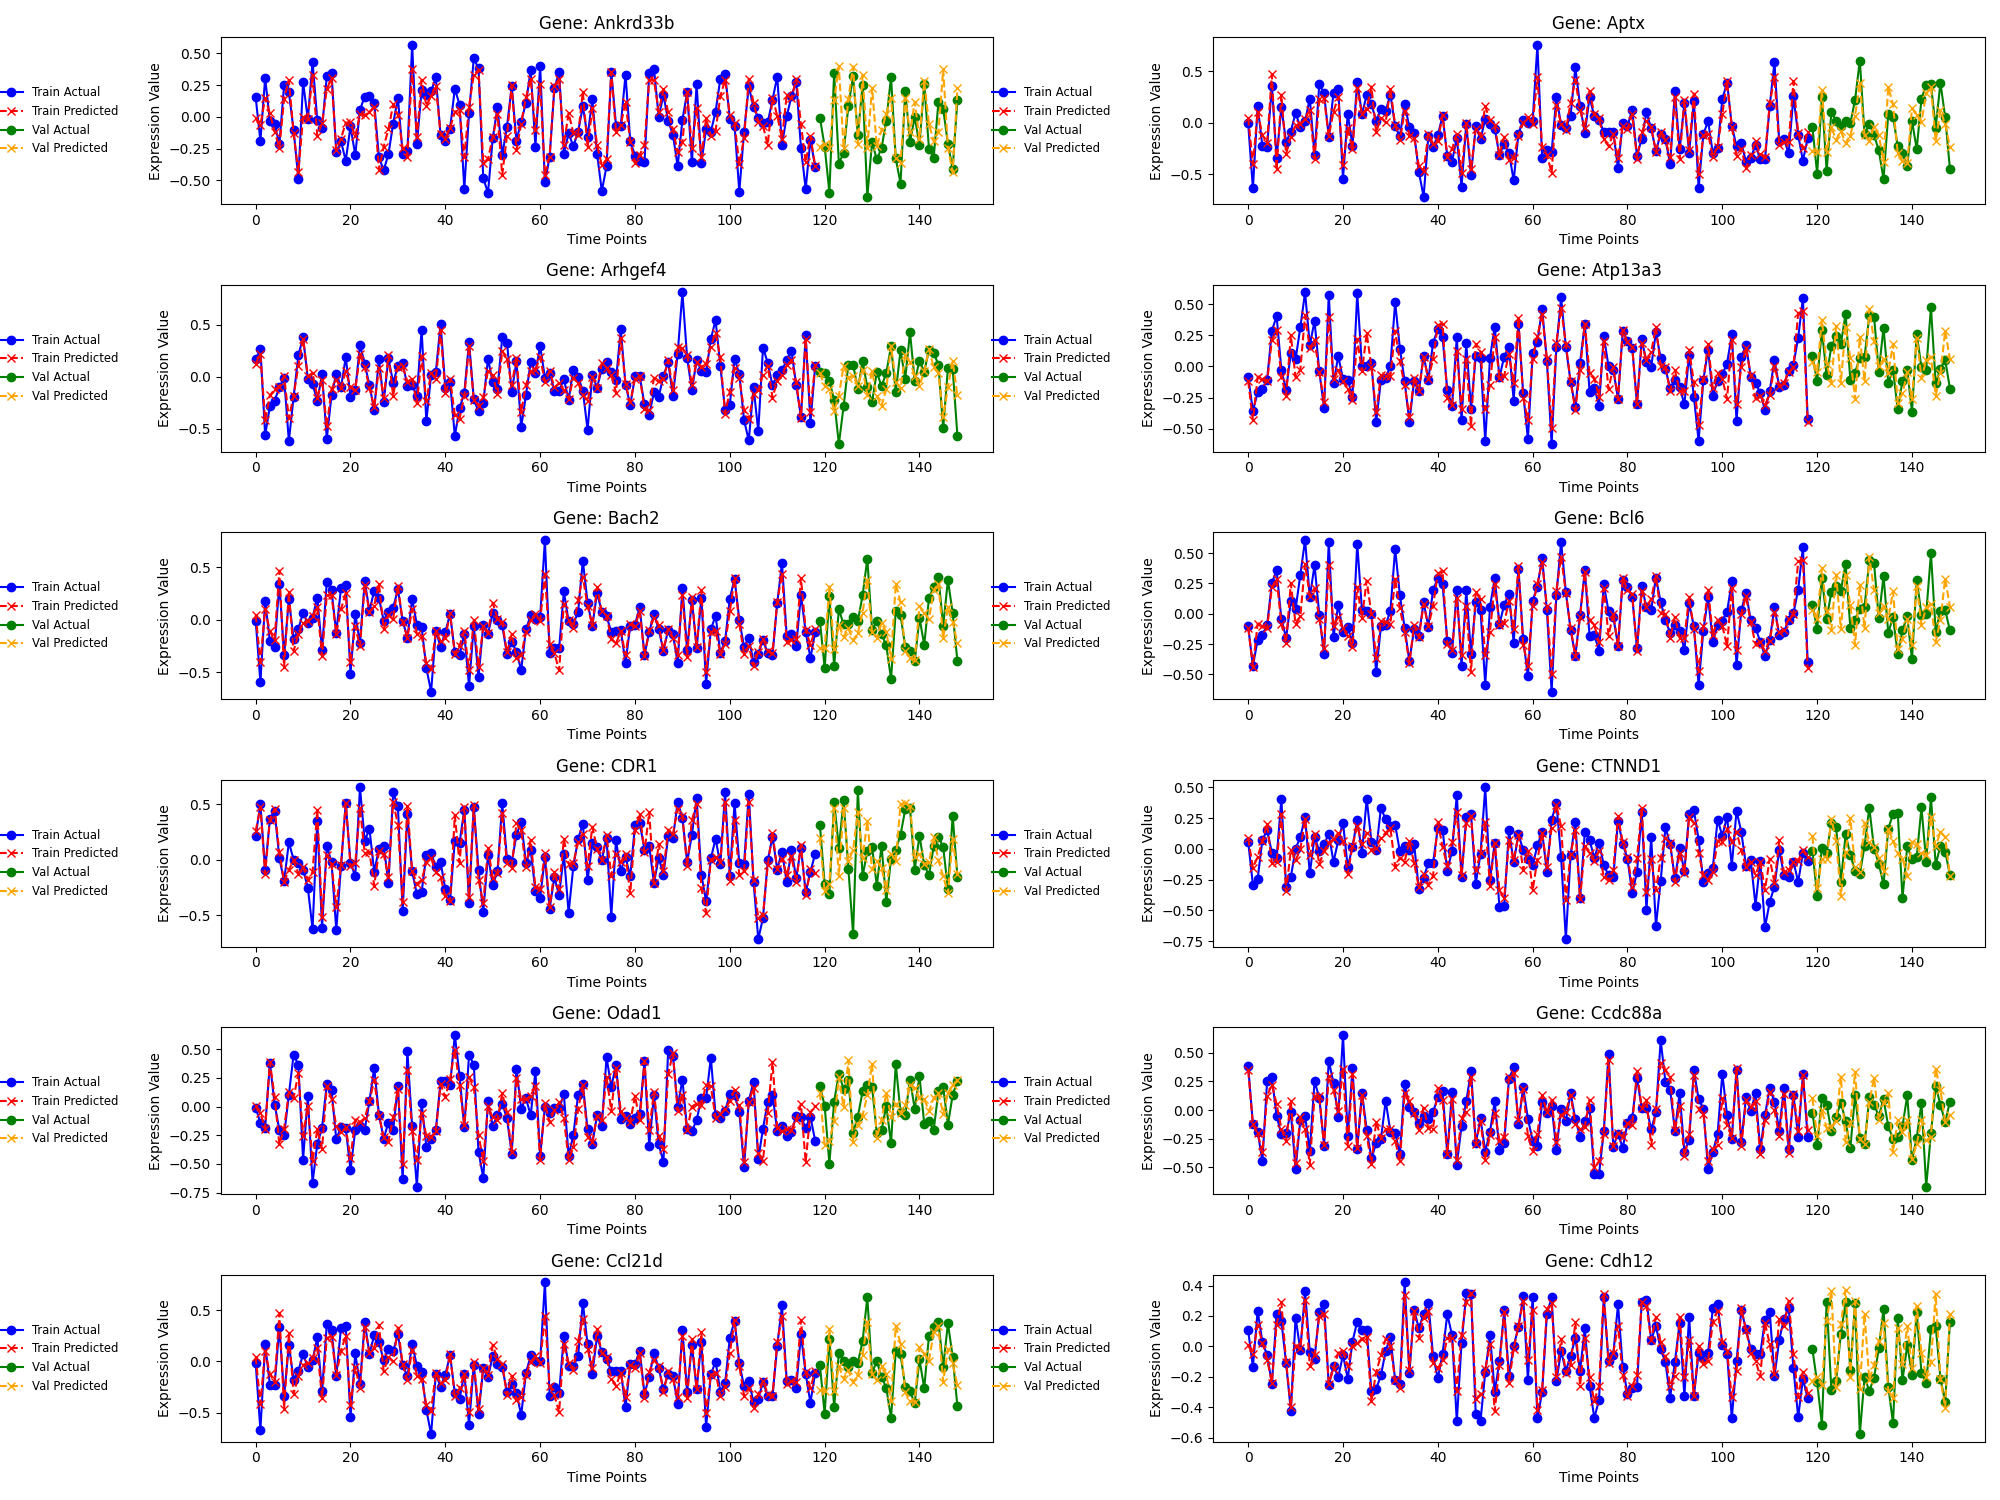 Gene: Ankrd33b
Expression Value
0.50
0.25
0.00
−0.25
−0.50
0 20 40 60 80 100 120 140
Time Points
Train Actual
Train Predicted
Val Actual
Val Predicted
Gene: Aptx
Expression Value
0.5
0.0
−0.5
0 20 40 60 80 100 120 140
Time Points
Train Actual
Train Predicted
Val Actual
Val Predicted
Gene: Arhgef4
Expression Value
0.5
0.0
−0.5
0 20 40 60 80 100 120 140
Time Points
Train Actual
Train Predicted
Val Actual
Val Predicted
Gene: Atp13a3
Expression Value
0.50
0.25
0.00
−0.25
−0.50
0 20 40 60 80 100 120 140
Time Points
Train Actual
Train Predicted
Val Actual
Val Predicted
Gene: Bach2
Expression Value
0.5
0.0
−0.5
0 20 40 60 80 100 120 140
Time Points
Train Actual
Train Predicted
Val Actual
Val Predicted
Gene: Bcl6
Expression Value
0.50
0.25
0.00
−0.25
−0.50
0 20 40 60 80 100 120 140
Time Points
Train Actual
Train Predicted
Val Actual
Val Predicted
Gene: CDR1
Expression Value
0.5
0.0
−0.5
0 20 40 60 80 100 120 140
Time Points
Train Actual
Train Predicted
Val Actual
Val Predicted
Gene: CTNND1
Expression Value
0.50
0.25
0.00
−0.25
−0.50
−0.75
0 20 40 60 80 100 120 140
Time Points
Train Actual
Train Predicted
Val Actual
Val Predicted
Gene: Odad1
Expression Value
0.50
0.25
0.00
−0.25
−0.50
−0.75
0 20 40 60 80 100 120 140
Time Points
Train Actual
Train Predicted
Val Actual
Val Predicted
Gene: Ccdc88a
Expression Value
0.50
0.25
0.00
−0.25
−0.50
0 20 40 60 80 100 120 140
Time Points
Train Actual
Train Predicted
Val Actual
Val Predicted
Gene: Ccl21d
Expression Value
0.5
0.0
−0.5
0 20 40 60 80 100 120 140
Time Points
Train Actual
Train Predicted
Val Actual
Val Predicted
Gene: Cdh12
Expression Value
0.4
0.2
0.0
−0.2
−0.4
−0.6
0 20 40 60 80 100 120 140
Time Points